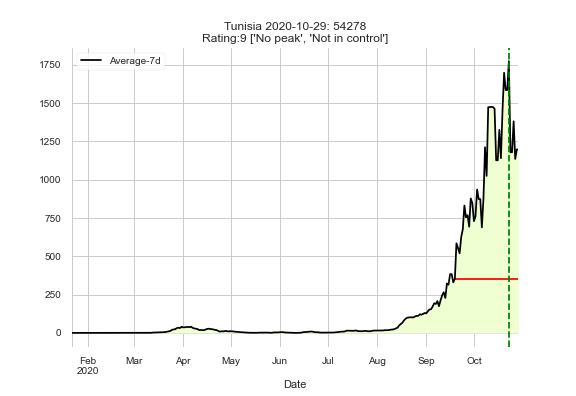 Tunisia 2020-10-29: 54278
Rating:9 ['No peak', 'Not in control']
Average-7d
1750
1500
1250
1000
750
500
250
0
Feb Mar Apr May Jun Jul Aug Sep Oct
2020
Date